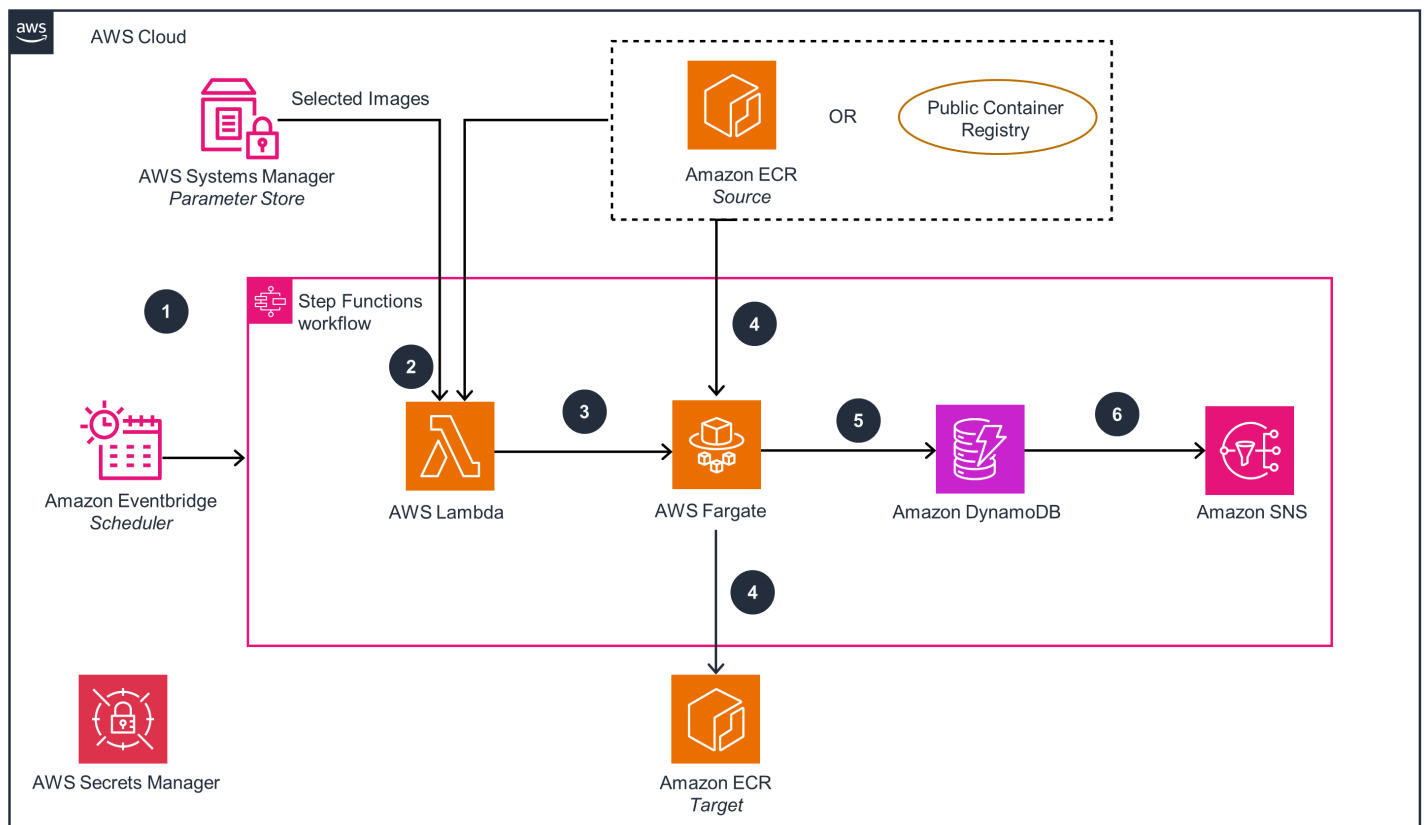 aws
AWS Cloud
Selected Images
AWS Systems Manager
Parameter Store
Amazon ECR
Source
OR
Public Container
Registry
1
Step Functions
workflow
2
3
4
5
6
Amazon Eventbridge
Scheduler
AWS Lambda
AWS Fargate
Amazon DynamoDB
Amazon SNS
4
AWS Secrets Manager
Amazon ECR
Target